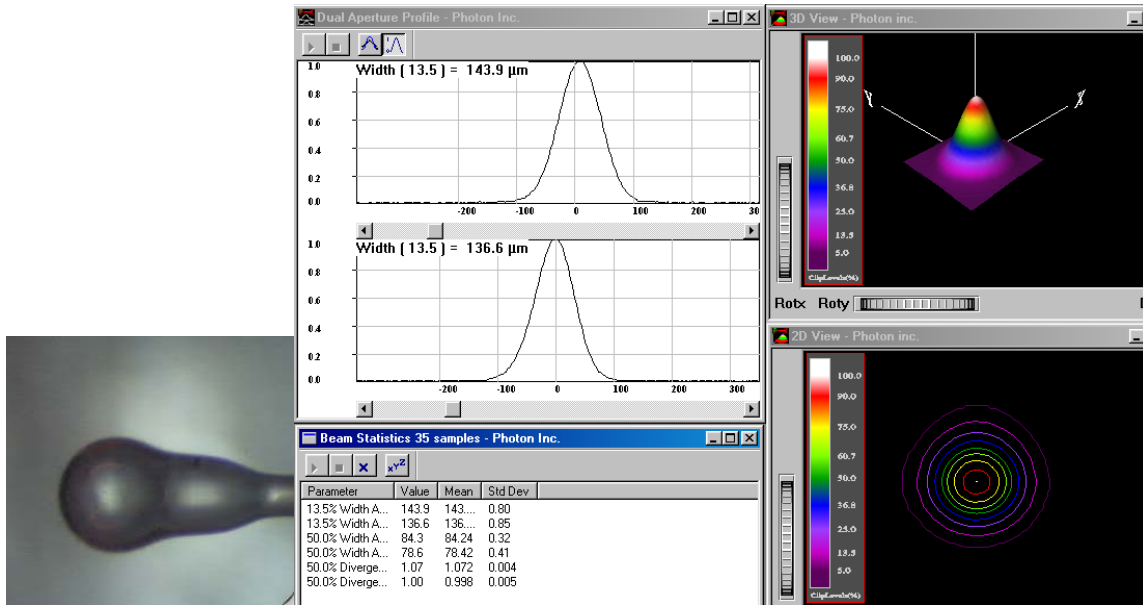 Dual Aperture Profile - Photon Inc.
Width ( 13.5 ) = 143.9 µm
1.0
0.8
0.6
0.4
0.2
0.0
-200 -100 0 100 200 30
Width ( 13.5 ) = 136.6 µm
1.0
0.8
0.6
0.4
0.2
0.0
-200 -100 0 100 200 300
Beam Statistics 35 samples - Photon Inc.
Parameter Value Mean Std Dev
13.5% Width A... 143.9 143.... 0.80
13.5% Width A... 136.6 136.... 0.85
50.0% Width A... 84.3 84.24 0.32
50.0% Width A... 78.6 78.42 0.41
50.0% Diverge... 1.07 1.072 0.004
50.0% Diverge... 1.00 0.998 0.005
3D View - Photon inc.
100.0
90.0
75.0
60.7
50.0
36.8
25.0
13.5
5.0
ClipLevels(%)
Y
X
Rotx Roty
2D View - Photon inc.
100.0
90.0
75.0
60.7
50.0
36.8
25.0
13.5
5.0
ClipLevels(%)